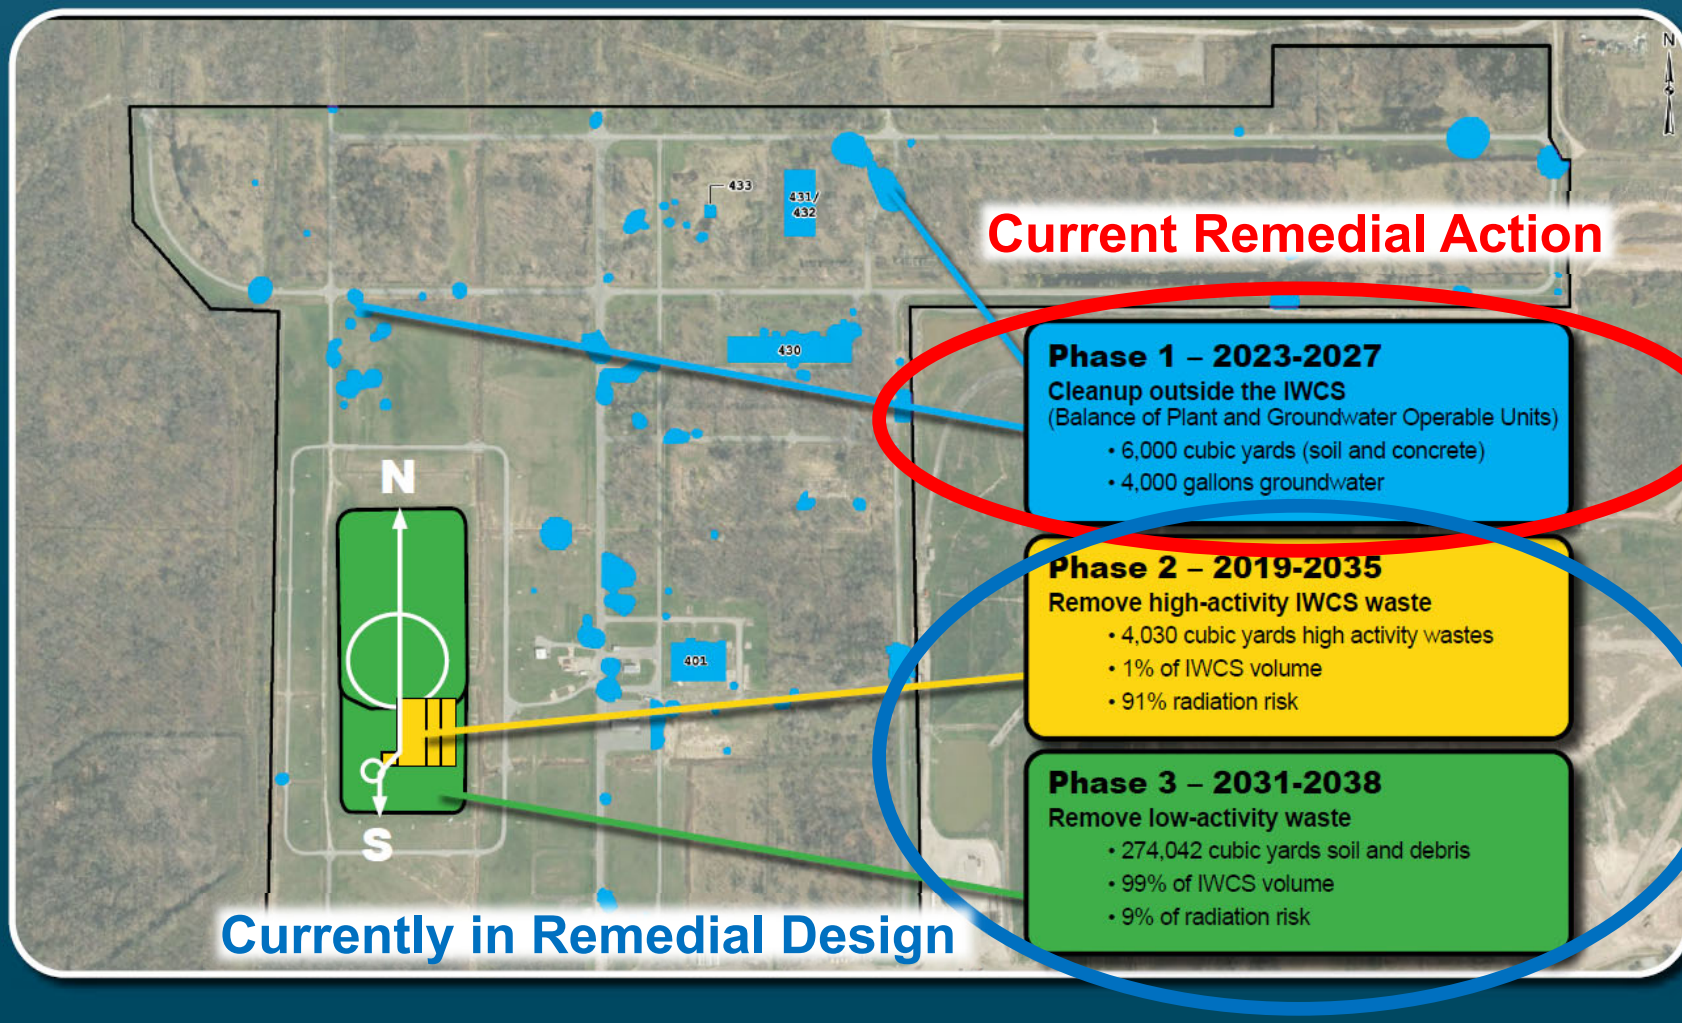 N
433
431/
432
Current Remedial Action
430
Phase 1 – 2023-2027
Cleanup outside the IWCS
(Balance of Plant and Groundwater Operable Units)
• 6,000 cubic yards (soil and concrete)
• 4,000 gallons groundwater
N
Phase 2 – 2019-2035
Remove high-activity IWCS waste
• 4,030 cubic yards high activity wastes
• 1% of IWCS volume
• 91% radiation risk
401
Phase 3 – 2031-2038
Remove low-activity waste
• 274,042 cubic yards soil and debris
• 99% of IWCS volume
• 9% of radiation risk
S
Currently in Remedial Design